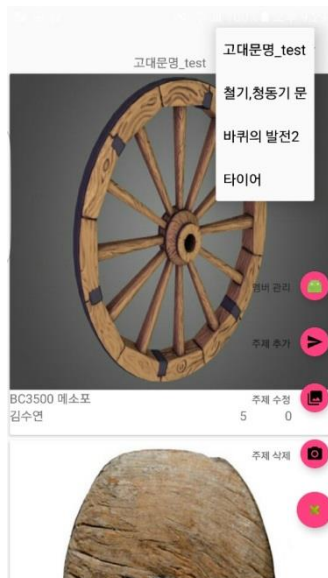 고대문명_test
고대문명_test
철기,청동기 문
바퀴의 발전2
타이어
멤버 관리
주제 추가
BC3500 메소포
주제 수정
김수연
5 0
주제 삭제